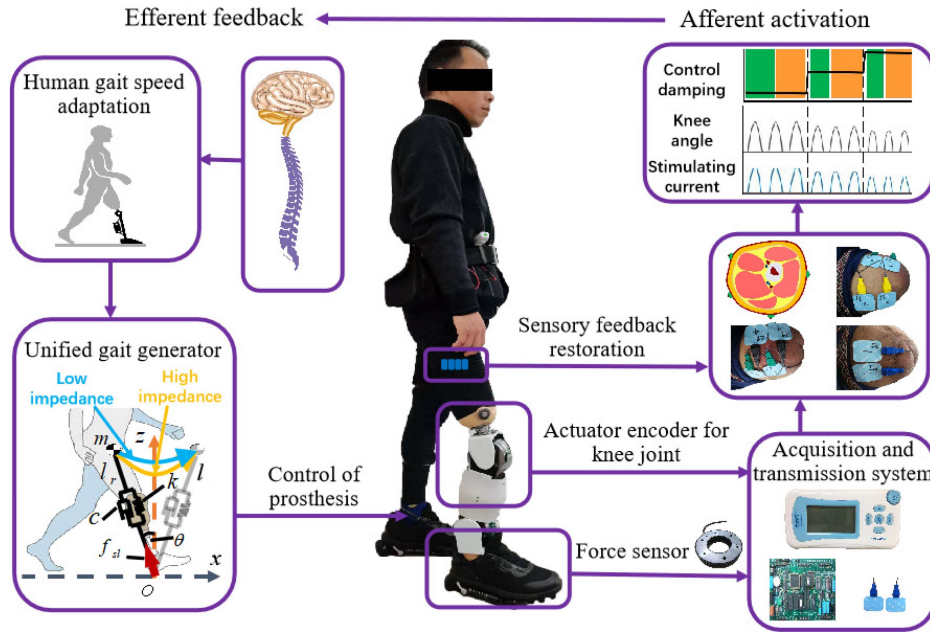 Efferent feedback
Afferent activation
Human gait speed
adaptation
Control
damping
Knee
angle
Stimulating
current
Unified gait generator
Low
impedance
High
impedance
m
z
l
l r
k
c
θ
f sl
x
O
Control of
prosthesis
Sensory feedback
restoration
Actuator encoder for
knee joint
Force sensor
Acquisition and
transmission system